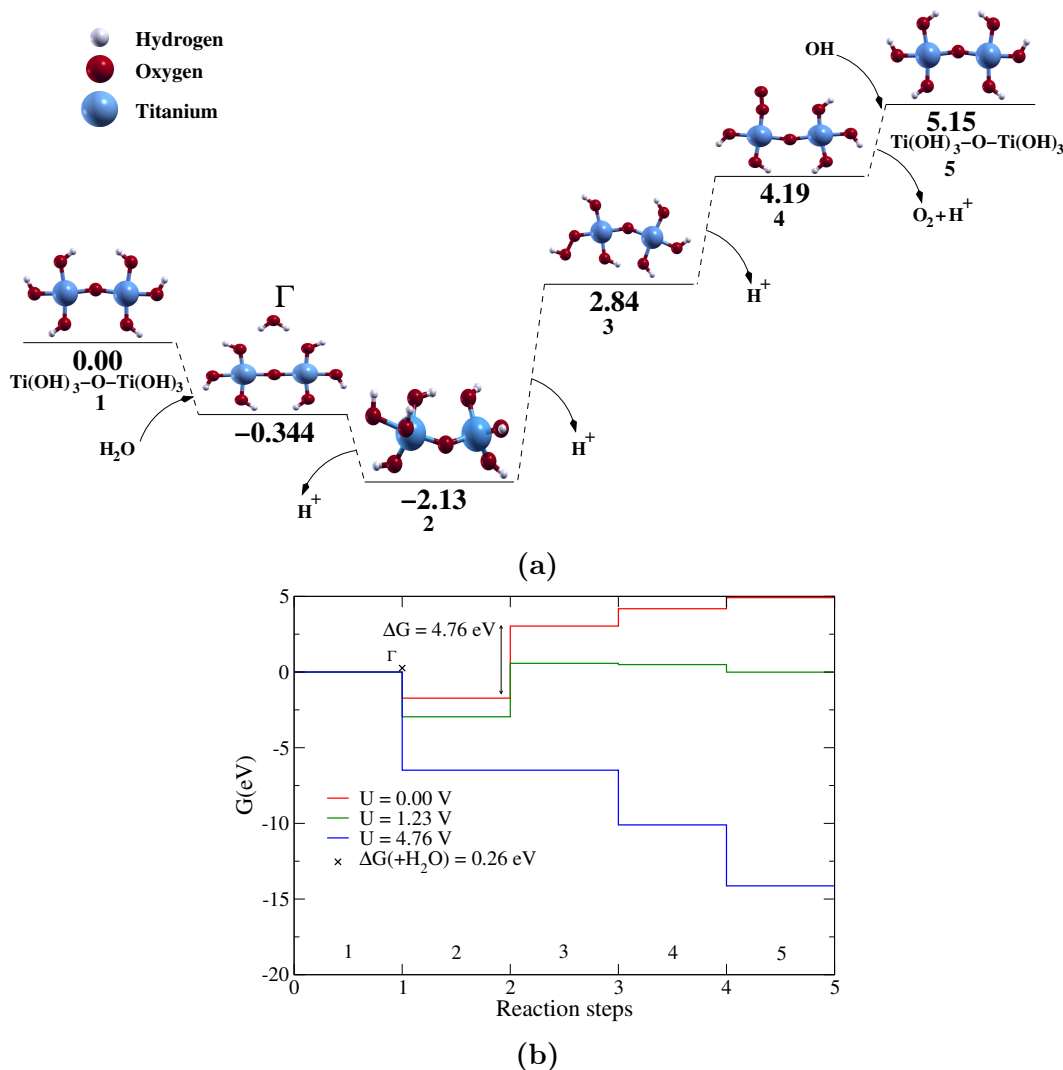 Hydrogen
Oxygen
Titanium
0.00
Ti(OH)3–O–Ti(OH)3
1
H2O
Γ
−0.344
H+
−2.13
2
H+
2.84
3
H+
4.19
4
OH
5.15
Ti(OH)3–O–Ti(OH)3
5
O2+H+
(a)
5
0
-5
-10
-15
-20
G(eV)
ΔG = 4.76 eV
Γ
U = 0.00 V
U = 1.23 V
U = 4.76 V
× ΔG(+H2O) = 0.26 eV
1 2 3 4 5
0 1 2 3 4 5
Reaction steps
(b)